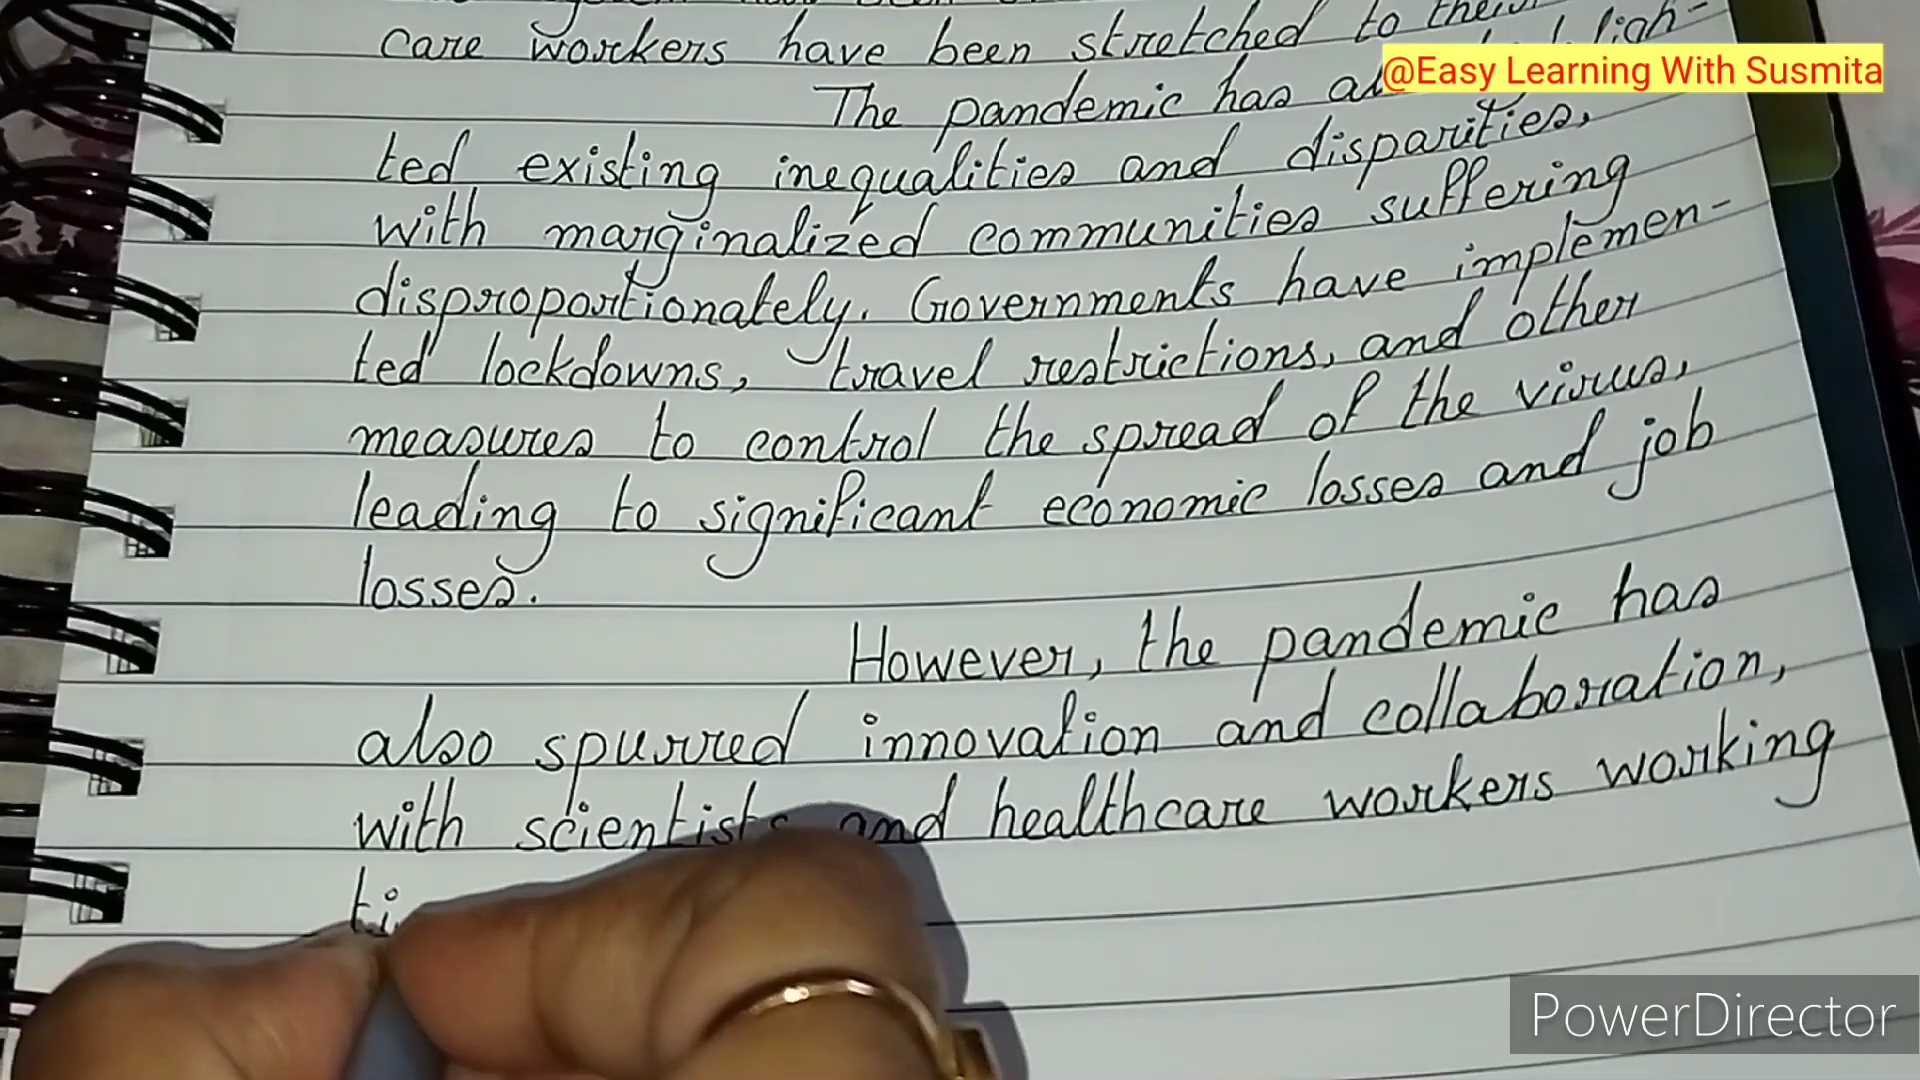 care workers have been stretched to their
@Easy Learning With Susmita
The pandemic has
ted existing inequalities and disparities,
with marginalized communities suffering
disproportionately. Governments have implemen-
ted lockdowns, travel restrictions, and other
measures to control the spread of the virus,
leading to significant economic losses and job
losses.
However, the pandemic has
also spurred innovation and collaboration,
with scientists and healthcare workers working
ti
PowerDirector